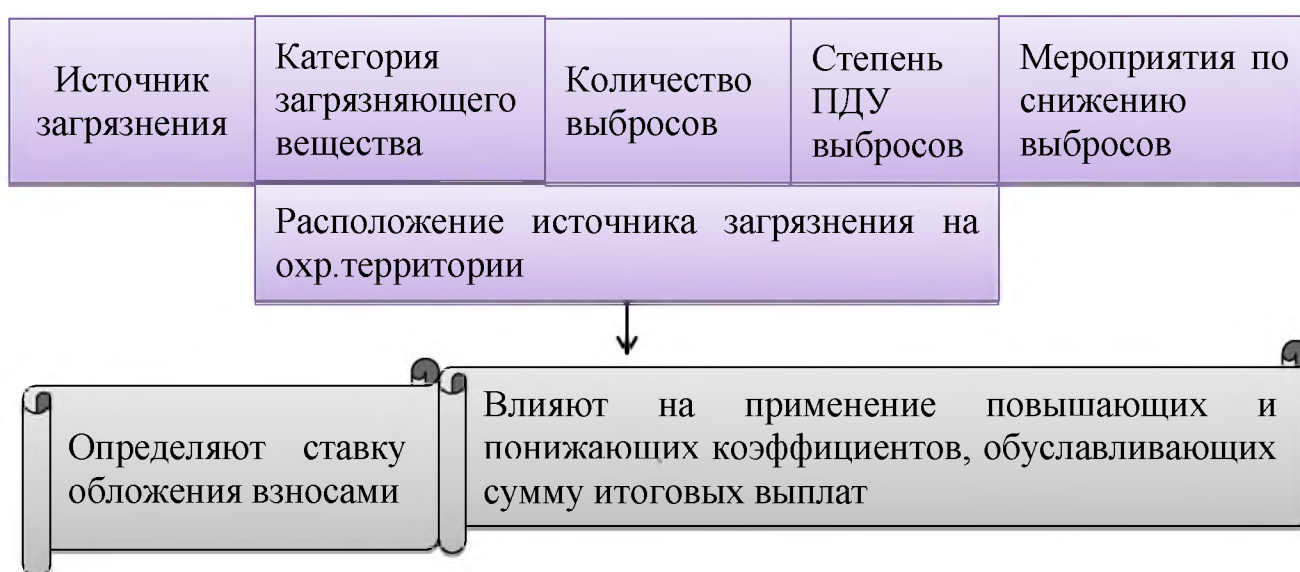 Источник
загрязнения
Категория
загрязняющего
вещества
Количество
выбросов
Степень
ПДУ
выбросов
Мероприятия по
снижению
выбросов
Расположение источника загрязнения на
охр.территории
Определяют ставку
обложения взносами
Влияют на применение повышающих и
понижающих коэффициентов, обуславливающих
сумму итоговых выплат